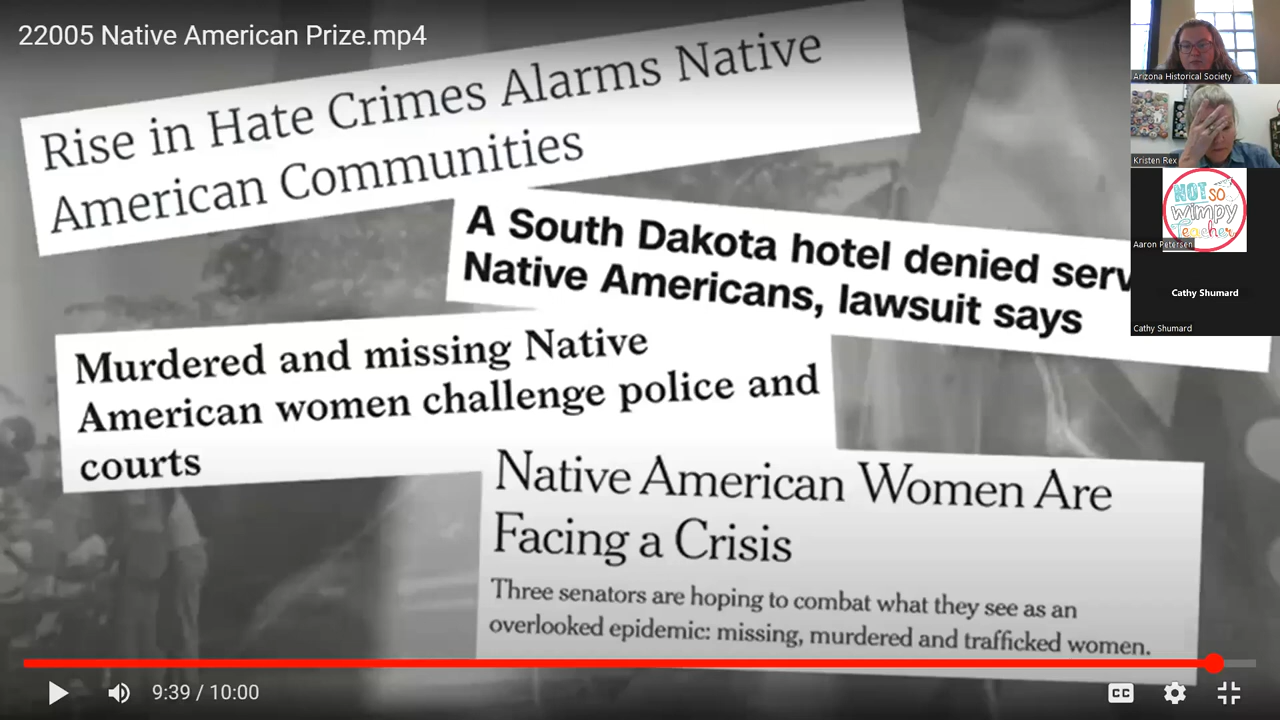 22005 Native American Prize.mp4
Rise in Hate Crimes Alarms Native
American Communities
A South Dakota hotel denied serv
Native Americans, lawsuit says
Murdered and missing Native
American women challenge police and
courts
Native American Women Are
Facing a Crisis
Three senators are hoping to combat what they see as an
overlooked epidemic: missing, murdered and trafficked women.
9:39 / 10:00
CC
Arizona Historical Society
Kristen Rex
NOT so
wimpy
Teacher
Aaron Petersen
Cathy Shumard
Cathy Shumard